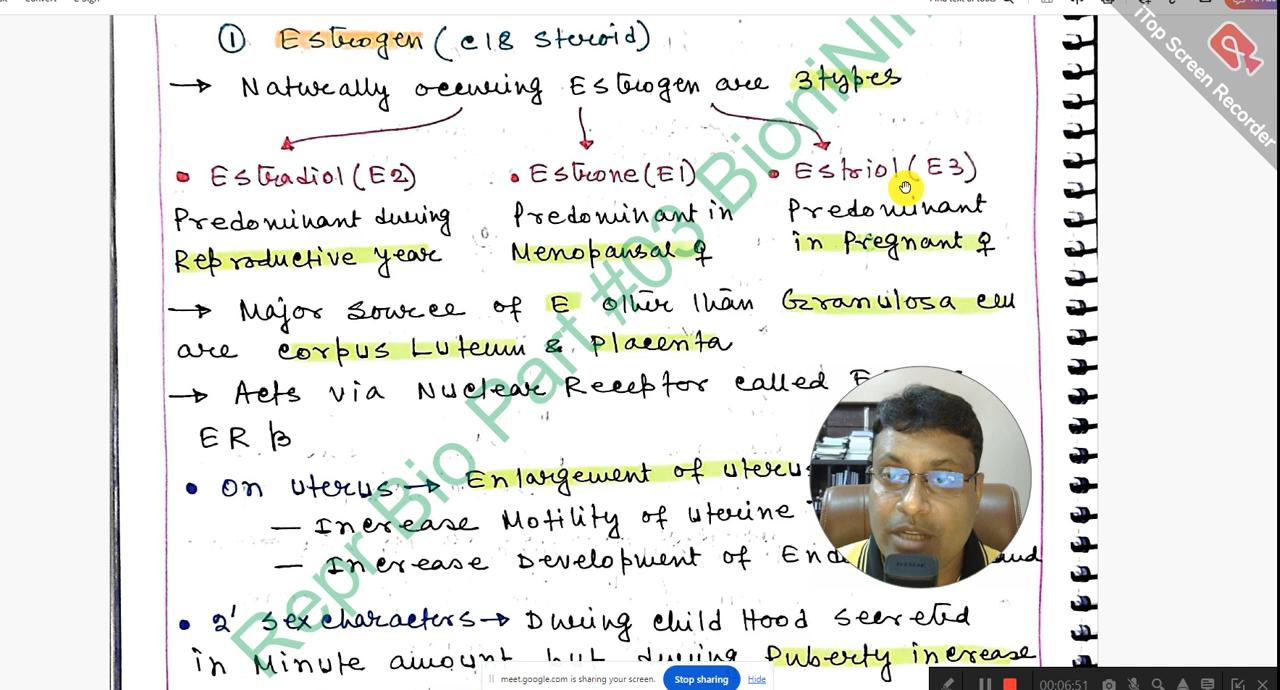 ① Estrogen (C18 Steroid)
→ Naturally occuring Estrogen are 3 types
• Estradiol (E2)
Predominant during
Reproductive year
• Estrone (E1)
Predominant in
Menopausal ♀
• Estriol (E3)
Predominant
in Pregnant ♀
→ Major source of E other than Granulosa cell
are corpus Luteum & Placenta
→ Acts via Nuclear Receptor called
ER β
• On uterus → Enlargement of uterus
— Increase Motility of uterine
— Increase Development of
• 2' sex characters → During child Hood secreted
in Minute amount but during Puberty increase
Repr Bio Part #03 BioniNin
iTop Screen Recorder
meet.google.com is sharing your screen.
Stop sharing
Hide
00:06:51